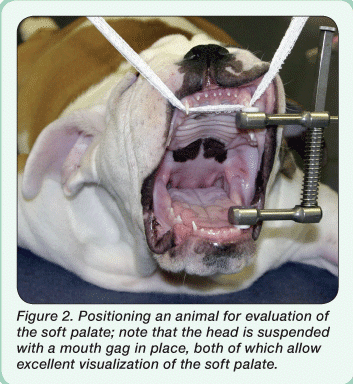 Figure 2. Positioning an animal for evaluation of
the soft palate; note that the head is suspended
with a mouth gag in place, both of which allow
excellent visualization of the soft palate.